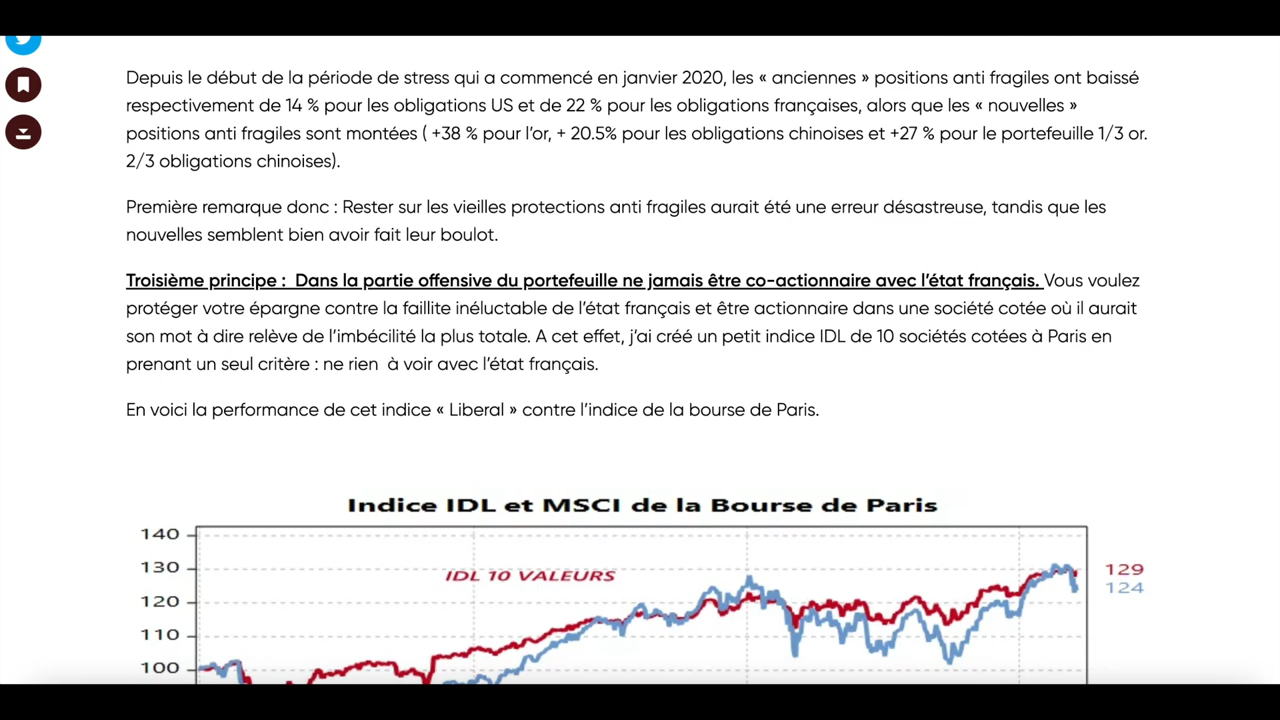 Depuis le début de la période de stress qui a commencé en janvier 2020, les « anciennes » positions anti fragiles ont baissé
respectivement de 14 % pour les obligations US et de 22 % pour les obligations françaises, alors que les « nouvelles »
positions anti fragiles sont montées ( +38 % pour l’or, + 20.5% pour les obligations chinoises et +27 % pour le portefeuille 1/3 or.
2/3 obligations chinoises).
Première remarque donc : Rester sur les vieilles protections anti fragiles aurait été une erreur désastreuse, tandis que les
nouvelles semblent bien avoir fait leur boulot.
Troisième principe :  Dans la partie offensive du portefeuille ne jamais être co-actionnaire avec l’état français. Vous voulez
protéger votre épargne contre la faillite inéluctable de l’état français et être actionnaire dans une société cotée où il aurait
son mot à dire relève de l’imbécilité la plus totale. A cet effet, j’ai créé un petit indice IDL de 10 sociétés cotées à Paris en
prenant un seul critère : ne rien  à voir avec l’état français.
En voici la performance de cet indice « Liberal » contre l’indice de la bourse de Paris.
Indice IDL et MSCI de la Bourse de Paris
140
130
IDL 10 VALEURS
129
124
120
110
100